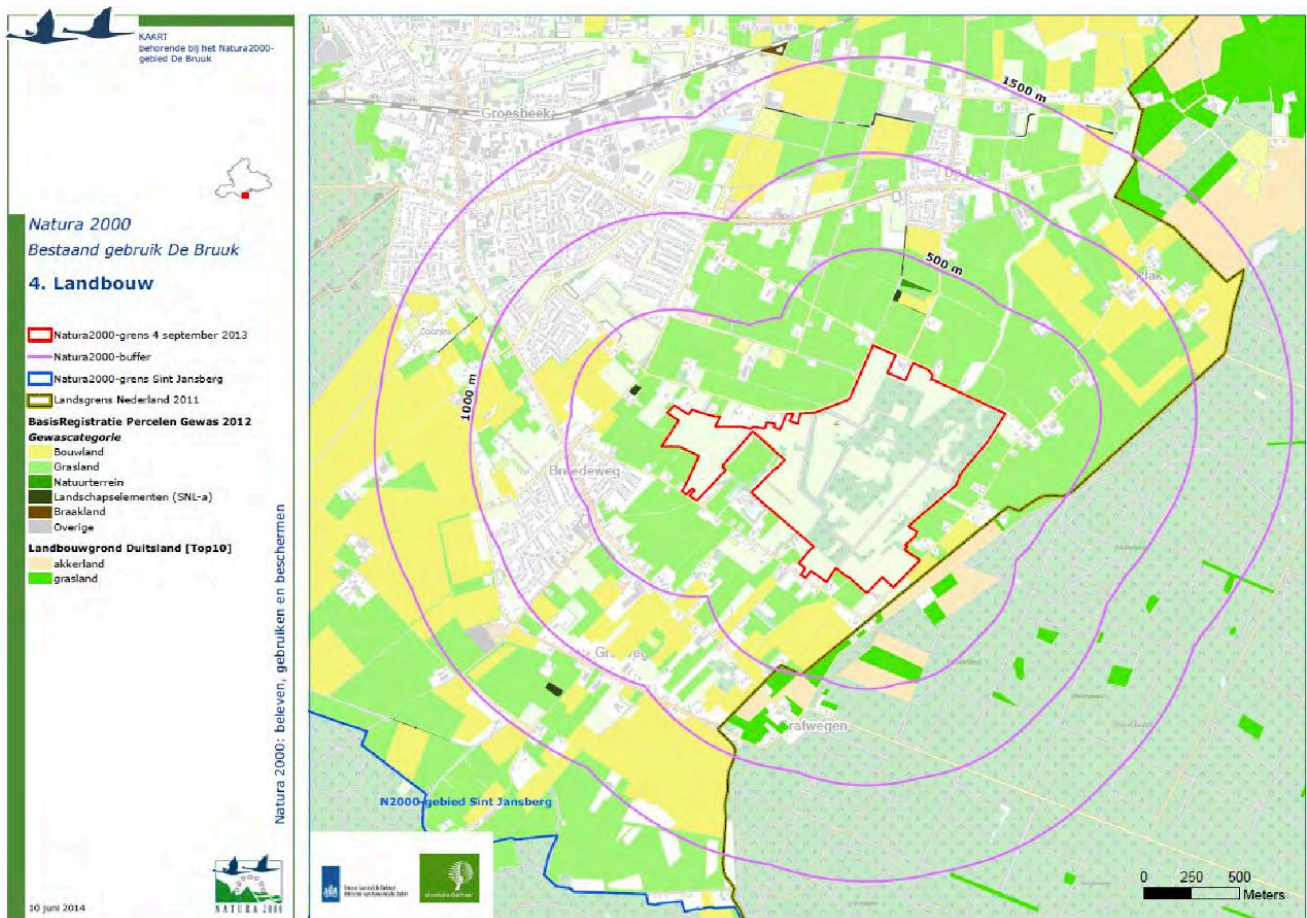 KAART
behorende bij het Natura2000-
gebied De Bruuk
Natura 2000
Bestaand gebruik De Bruuk
4. Landbouw
Natura2000-grens 4 september 2013
Natura2000-buffer
Natura2000-grens Sint Jansberg
Landsgrens Nederland 2011
BasisRegistratie Percelen Gewas 2012
Gewascategorie
Bouwland
Grasland
Natuurterrein
Landschapselementen (SNL-a)
Braakland
Overige
Landbouwgrond Duitsland [Top10]
akkerland
grasland
Natura 2000: beleven, gebruiken en beschermen
10 juni 2014
NATURA 2000
Groesbeek
1500 m
De
500 m
Plak
1000 m
Breedeweg
Grafwegen
N2000-gebied Sint Jansberg
0 250 500
Meters